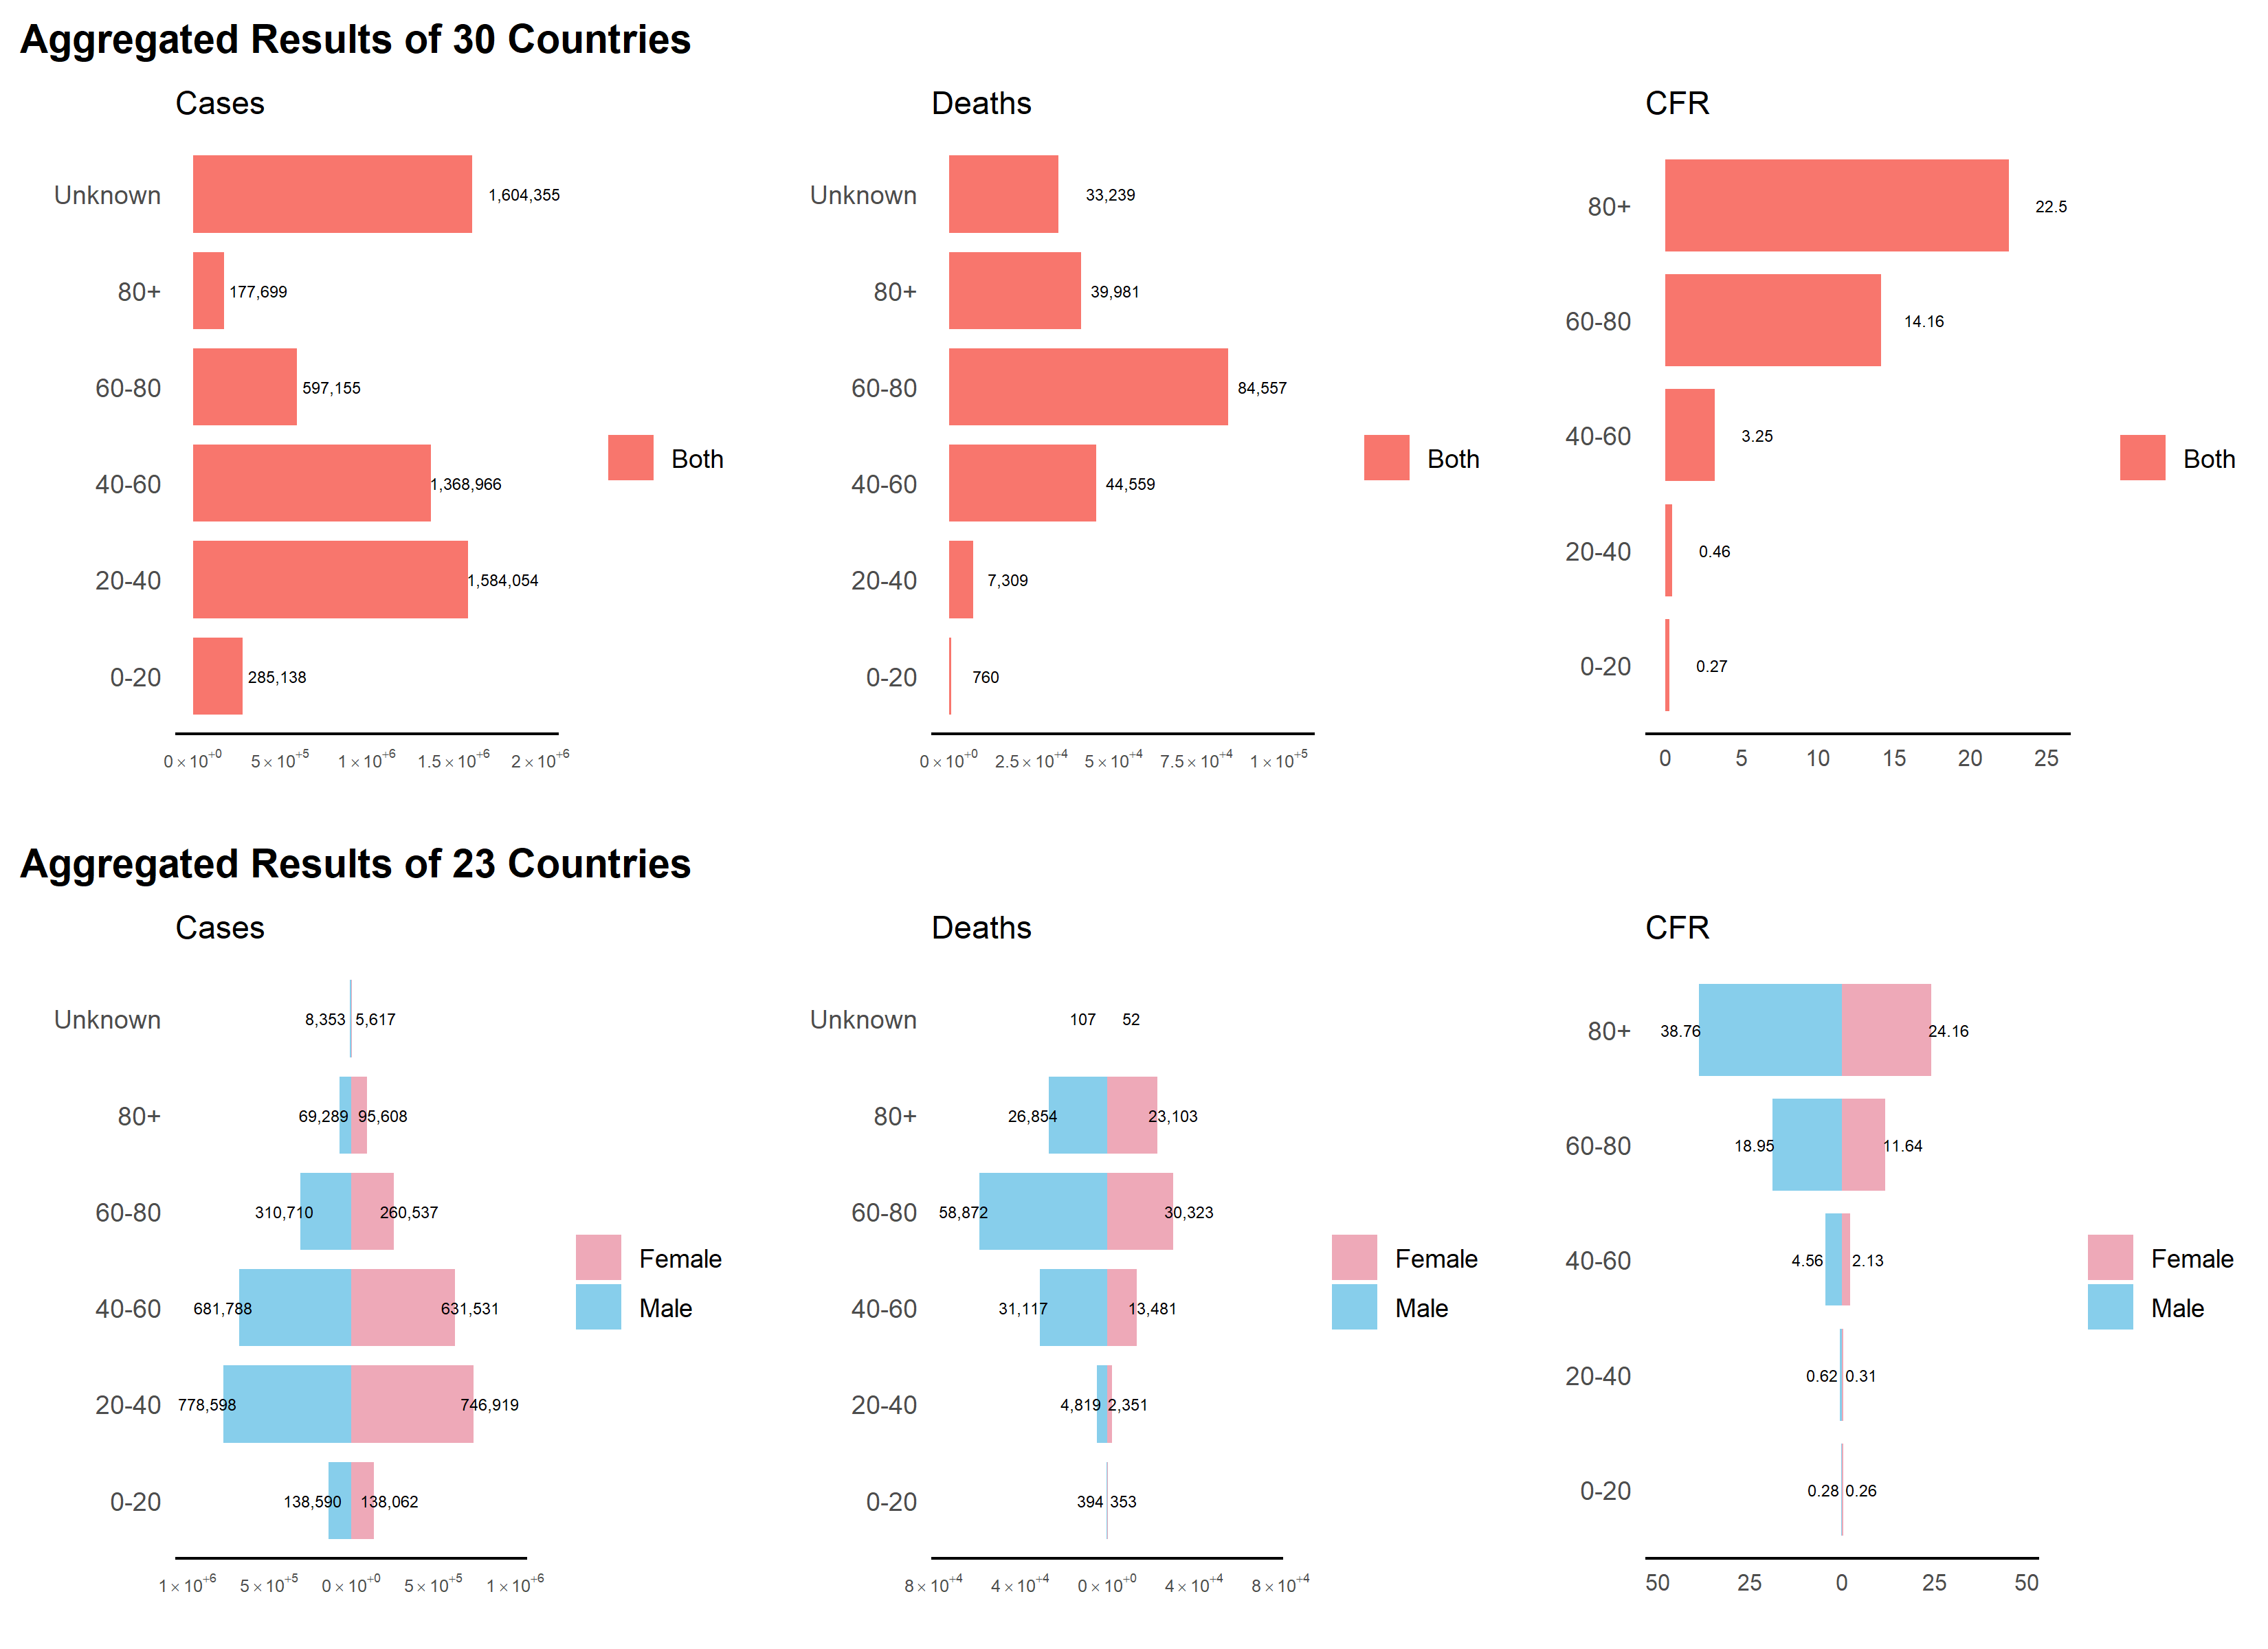 Aggregated Results of 30 Countries
Cases
Unknown 1,604,355
80+ 177,699
60-80 597,155
40-60 1,368,966
20-40 1,584,054
0-20 285,138
0×10⁺⁰ 5×10⁺⁵ 1×10⁺⁶ 1.5×10⁺⁶ 2×10⁺⁶
Both
Deaths
Unknown 33,239
80+ 39,981
60-80 84,557
40-60 44,559
20-40 7,309
0-20 760
0×10⁺⁰ 2.5×10⁺⁴ 5×10⁺⁴ 7.5×10⁺⁴ 1×10⁺⁵
Both
CFR
80+ 22.5
60-80 14.16
40-60 3.25
20-40 0.46
0-20 0.27
0 5 10 15 20 25
Both
Aggregated Results of 23 Countries
Cases
Unknown 8,353 5,617
80+ 69,289 95,608
60-80 310,710 260,537
40-60 681,788 631,531
20-40 778,598 746,919
0-20 138,590 138,062
1×10⁺⁶ 5×10⁺⁵ 0×10⁺⁰ 5×10⁺⁵ 1×10⁺⁶
Female
Male
Deaths
Unknown 107 52
80+ 26,854 23,103
60-80 58,872 30,323
40-60 31,117 13,481
20-40 4,819 2,351
0-20 394 353
8×10⁺⁴ 4×10⁺⁴ 0×10⁺⁰ 4×10⁺⁴ 8×10⁺⁴
Female
Male
CFR
80+ 38.76 24.16
60-80 18.95 11.64
40-60 4.56 2.13
20-40 0.62 0.31
0-20 0.28 0.26
50 25 0 25 50
Female
Male